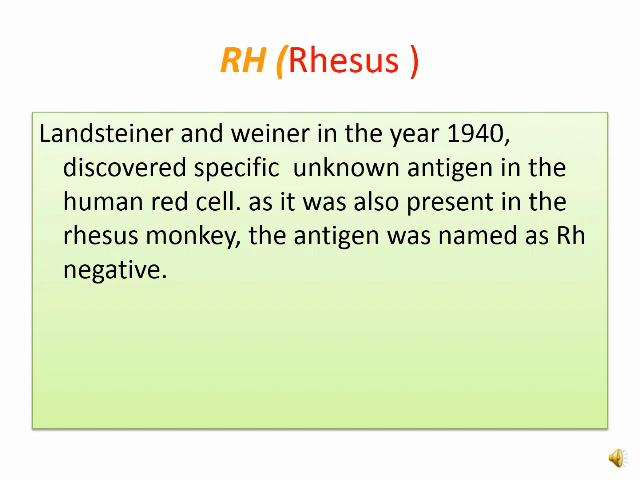 RH (Rhesus )
Landsteiner and weiner in the year 1940,
discovered specific  unknown antigen in the
human red cell. as it was also present in the
rhesus monkey, the antigen was named as Rh
negative.